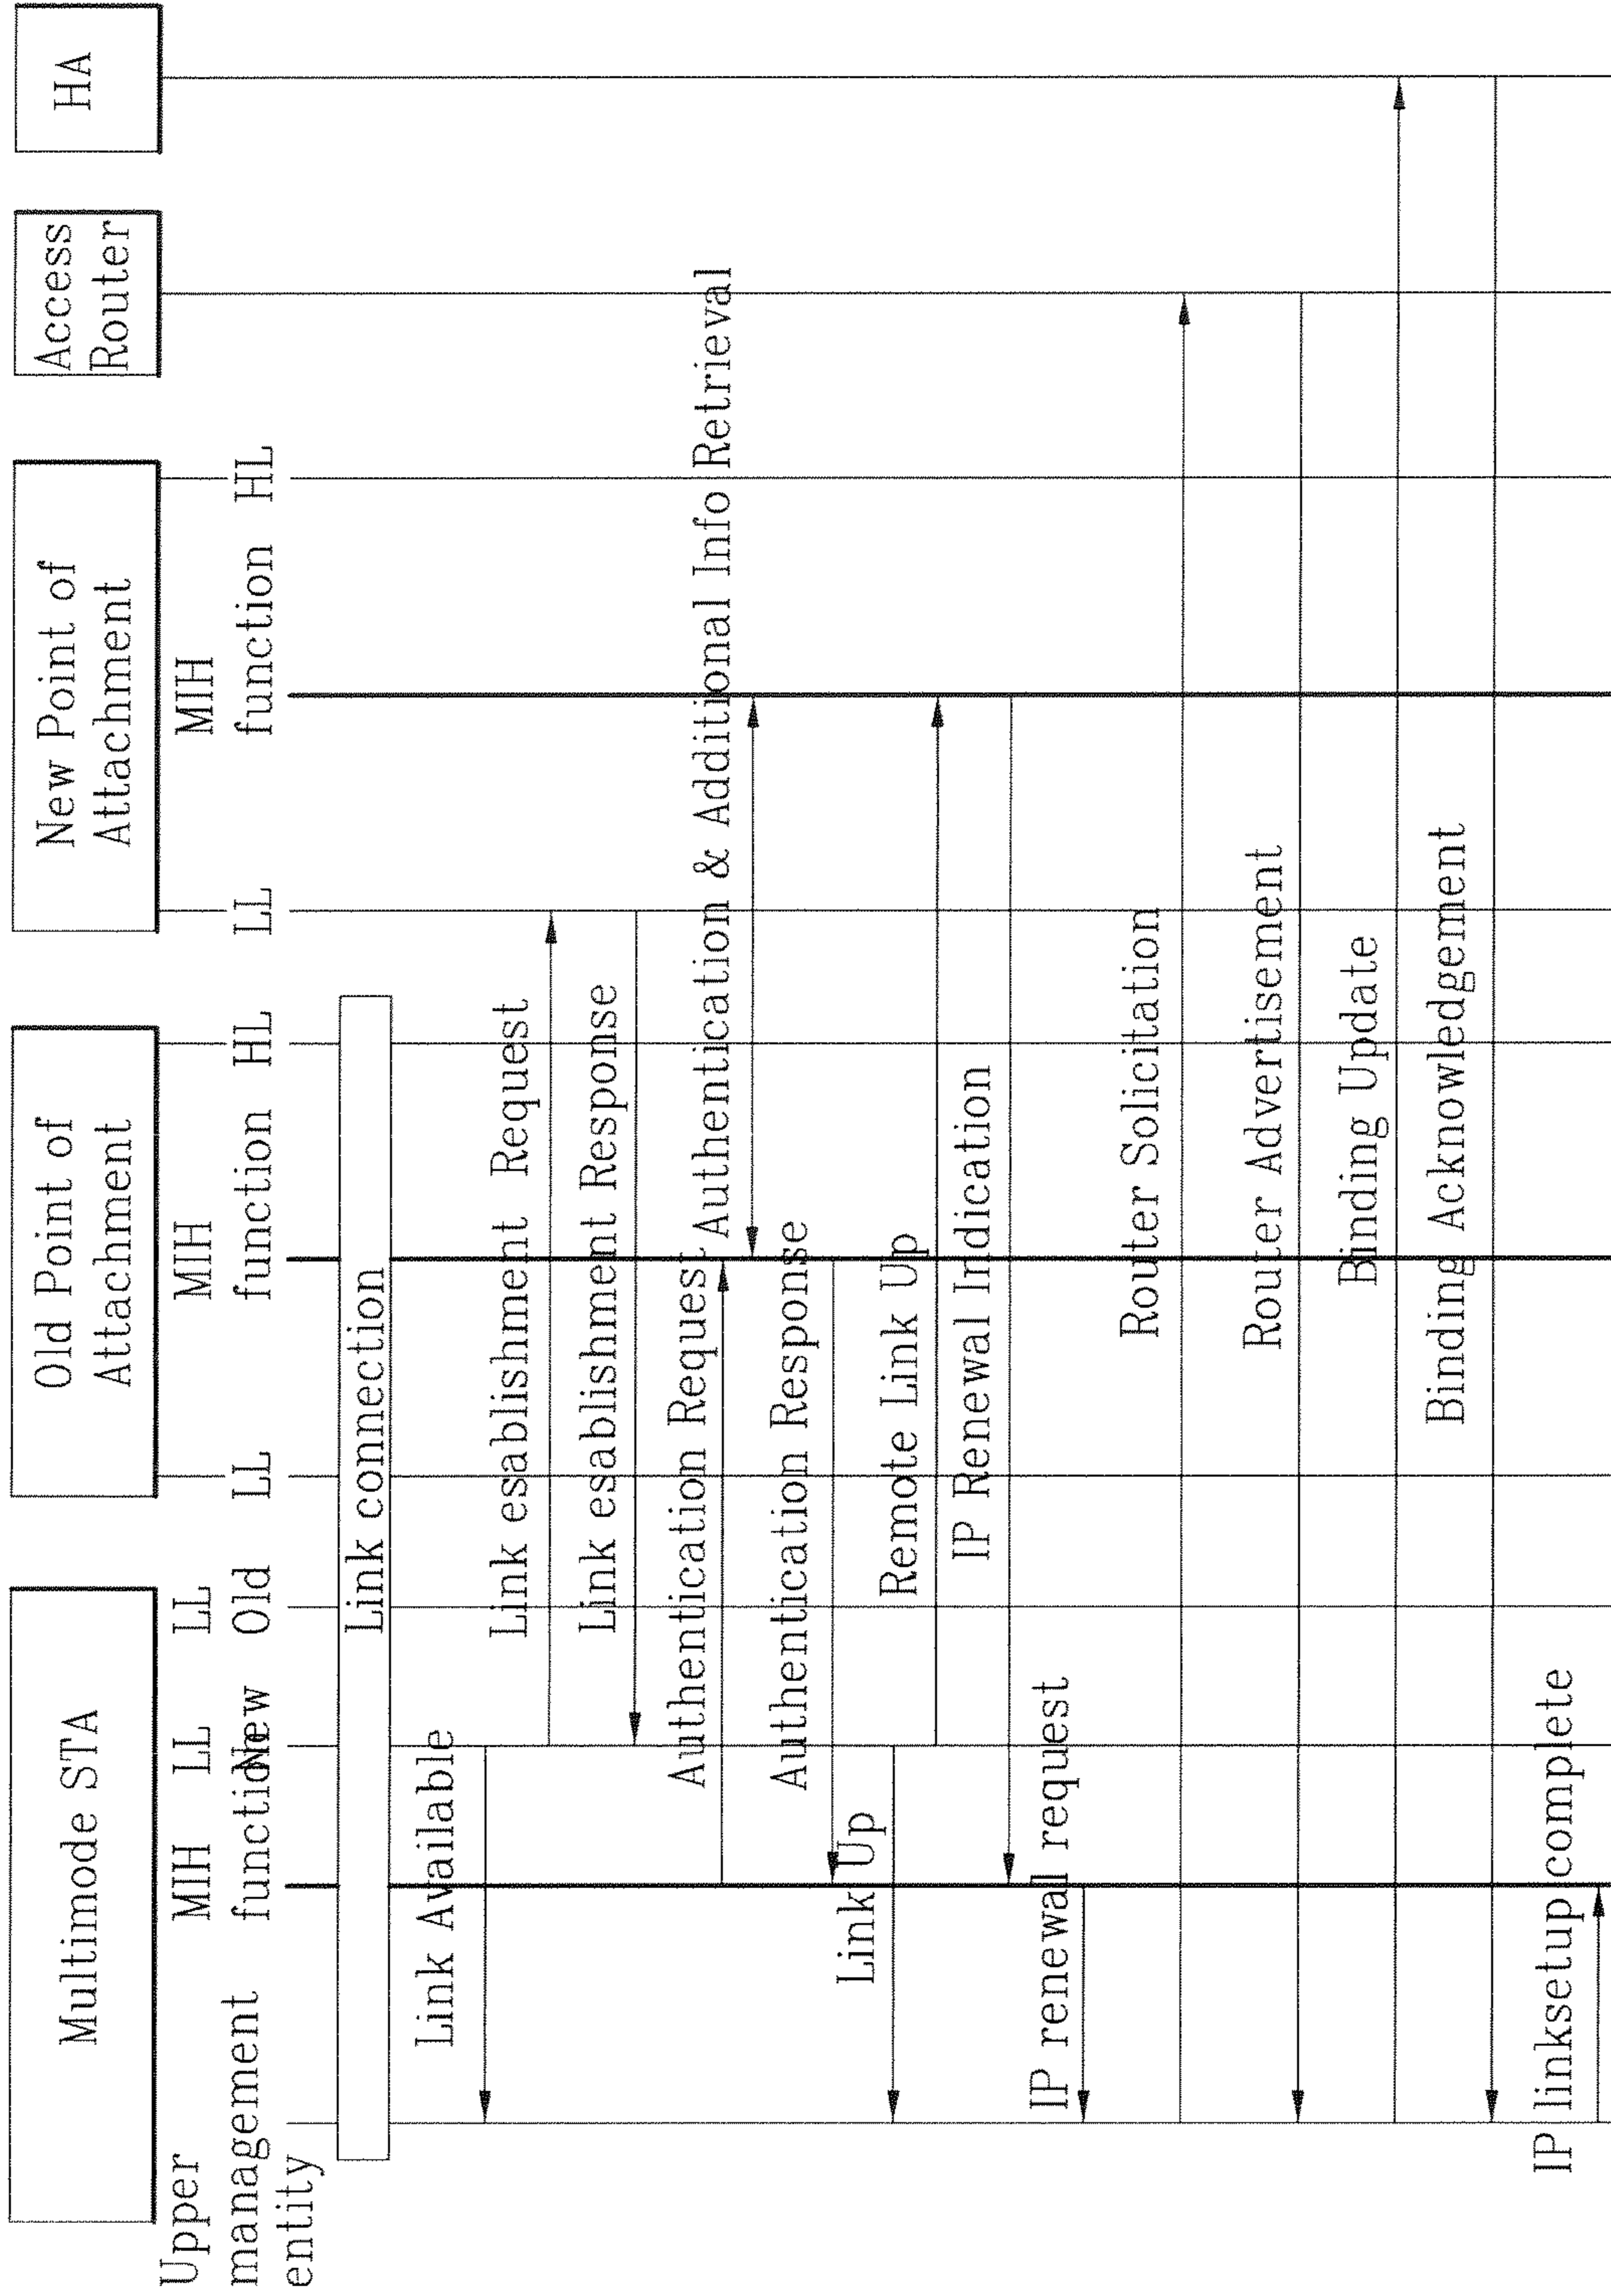 Multimode STA
Old Point of
Attachment
New Point of
Attachment
Access
Router
HA
Upper
management
entity
MIH
function
LL
New
LL
Old
LL
MIH
function
HL
LL
MIH
function
HL
Link connection
Link Available
Link esablishment Request
Link esablishment Response
Authentication Request
Authentication & Additional Info Retrieval
Authentication Response
Link Up
Remote Link Up
IP Renewal Indication
IP renewal request
Router Solicitation
Router Advertisement
Binding Update
Binding Acknowledgement
IP linksetup complete